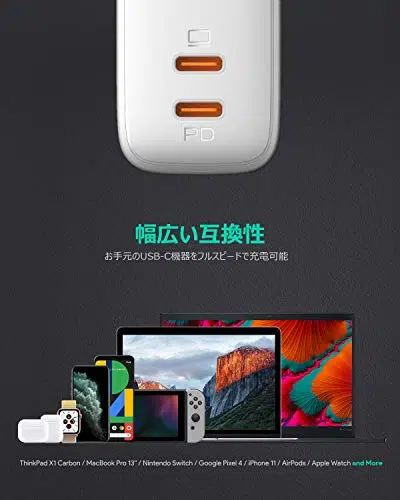 PD
幅広い互換性
お手元のUSB-C機器をフルスピードで充電可能
ThinkPad X1 Carbon / MacBook Pro 13" / Nintendo Switch / Google Pixel 4 / iPhone 11 / AirPods / Apple Watch and More